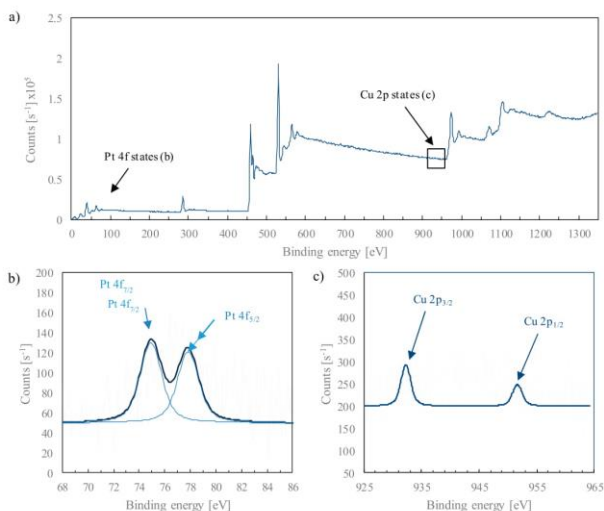 a)
2.5
2
1.5
1
0.5
0
Counts [s⁻¹] x10⁵
Pt 4f states (b)
Cu 2p states (c)
0 100 200 300 400 500 600 700 800 900 1000 1100 1200 1300
Binding energy [eV]
b)
Pt 4f7/2
Pt 4f7/2
Pt 4f5/2
200
180
160
140
120
100
80
60
40
20
0
Counts [s⁻¹]
68 70 72 74 76 78 80 82 84 86
Binding energy [eV]
c)
Cu 2p3/2
Cu 2p1/2
500
450
400
350
300
250
200
150
100
50
Counts [s⁻¹]
925 935 945 955 965
Binding energy [eV]